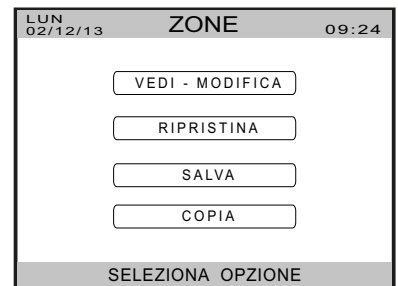 LUN
02/12/13
ZONE
09:24
VEDI - MODIFICA
RIPRISTINA
SALVA
COPIA
SELEZIONA OPZIONE